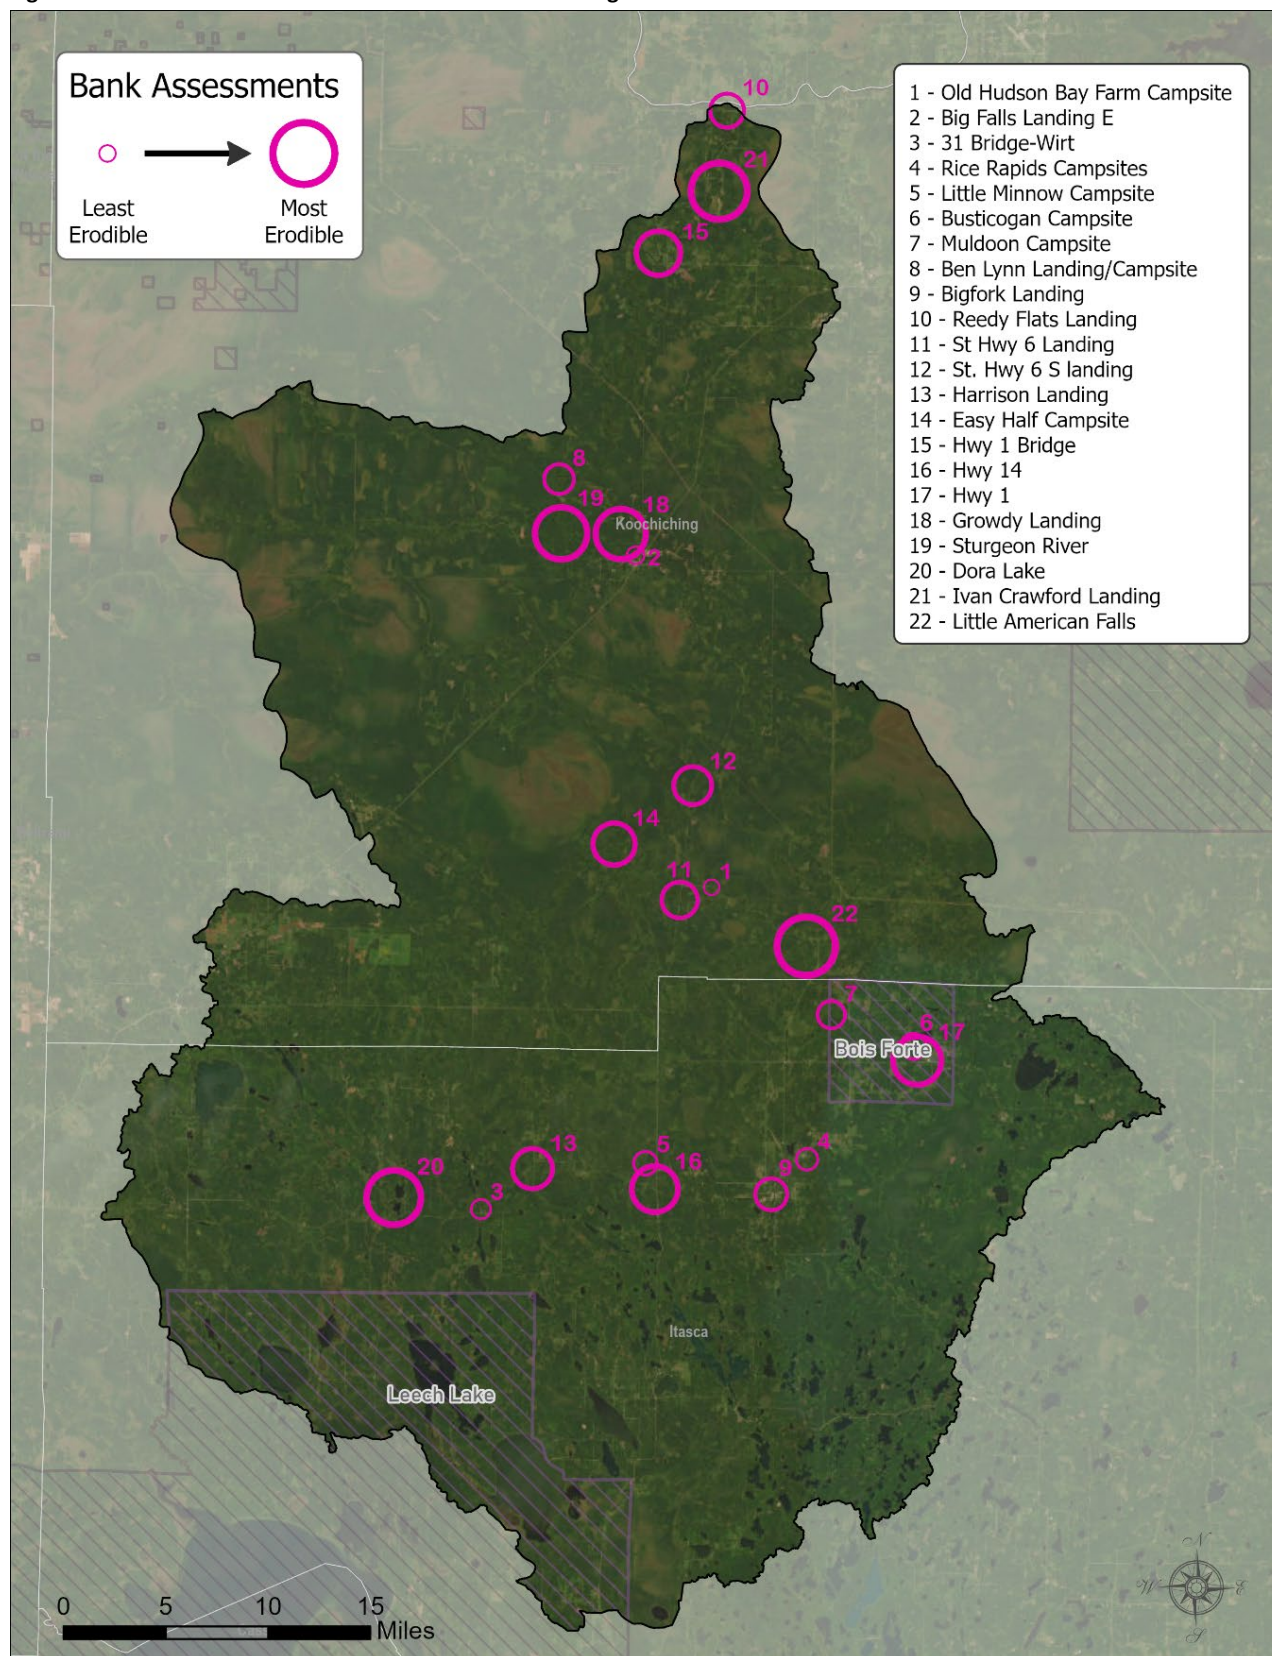 Bank Assessments
Least
Erodible
Most
Erodible
1 - Old Hudson Bay Farm Campsite
2 - Big Falls Landing E
3 - 31 Bridge-Wirt
4 - Rice Rapids Campsites
5 - Little Minnow Campsite
6 - Busticogan Campsite
7 - Muldoon Campsite
8 - Ben Lynn Landing/Campsite
9 - Bigfork Landing
10 - Reedy Flats Landing
11 - St Hwy 6 Landing
12 - St. Hwy 6 S landing
13 - Harrison Landing
14 - Easy Half Campsite
15 - Hwy 1 Bridge
16 - Hwy 14
17 - Hwy 1
18 - Growdy Landing
19 - Sturgeon River
20 - Dora Lake
21 - Ivan Crawford Landing
22 - Little American Falls
10
21
15
8
19
18
Koochiching
2
12
14
11
1
22
7
6
17
Bois Forte
13
5
4
20
16
9
3
Itasca
Leech Lake
N
W
E
S
0
5
10
15
Miles
Cass